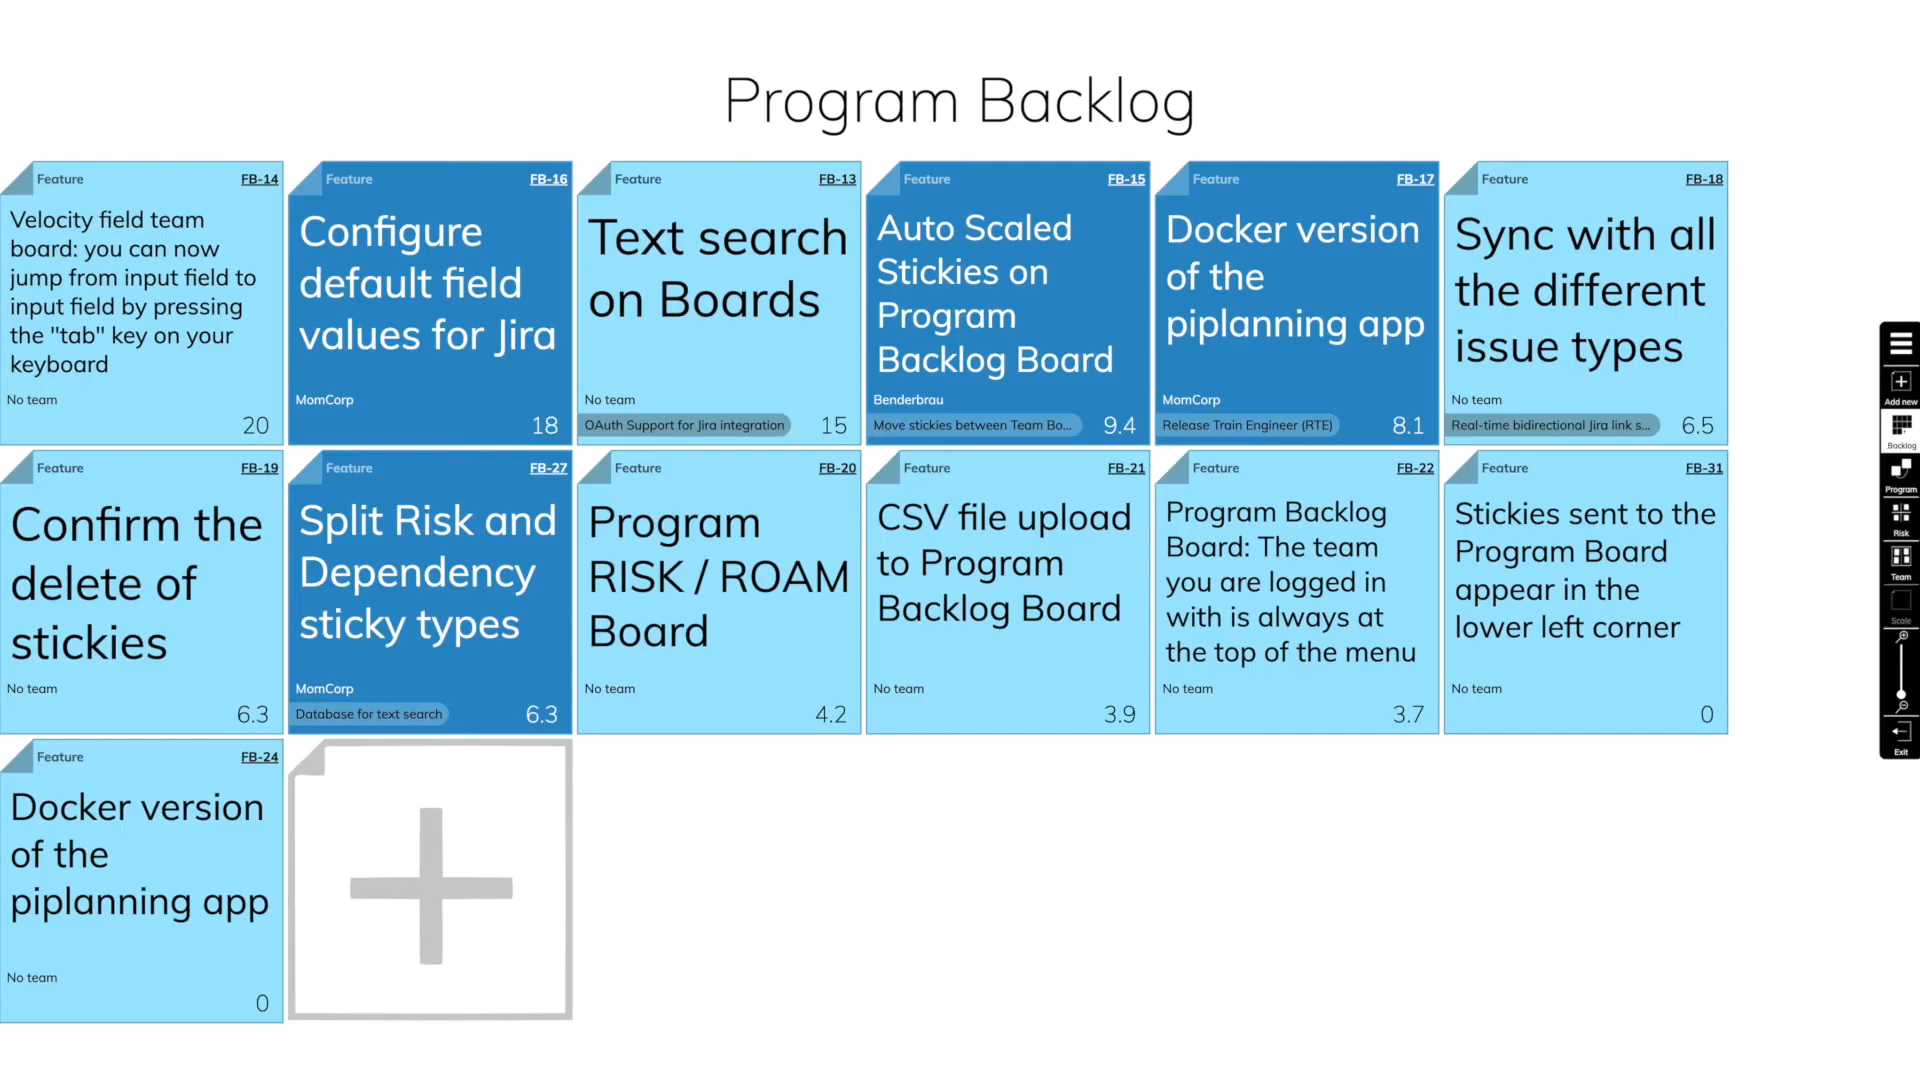 Program Backlog
Feature FB-14
Velocity field team
board: you can now
jump from input field to
input field by pressing
the "tab" key on your
keyboard
No team
20
Feature FB-16
Configure
default field
values for Jira
MomCorp
18
Feature FB-13
Text search
on Boards
No team
OAuth Support for Jira integration 15
Feature FB-15
Auto Scaled
Stickies on
Program
Backlog Board
Benderbrau
Move stickies between Team Bo... 9.4
Feature FB-17
Docker version
of the
piplanning app
MomCorp
Release Train Engineer (RTE) 8.1
Feature FB-18
Sync with all
the different
issue types
No team
Real-time bidirectional Jira link s... 6.5
Feature FB-19
Confirm the
delete of
stickies
No team
6.3
Feature FB-27
Split Risk and
Dependency
sticky types
MomCorp
Database for text search 6.3
Feature FB-20
Program
RISK / ROAM
Board
No team
4.2
Feature FB-21
CSV file upload
to Program
Backlog Board
No team
3.9
Feature FB-22
Program Backlog
Board: The team
you are logged in
with is always at
the top of the menu
No team
3.7
Feature FB-31
Stickies sent to the
Program Board
appear in the
lower left corner
No team
0
Feature FB-24
Docker version
of the
piplanning app
No team
0
Add new
Backlog
Program
Risk
Team
Scale
Exit